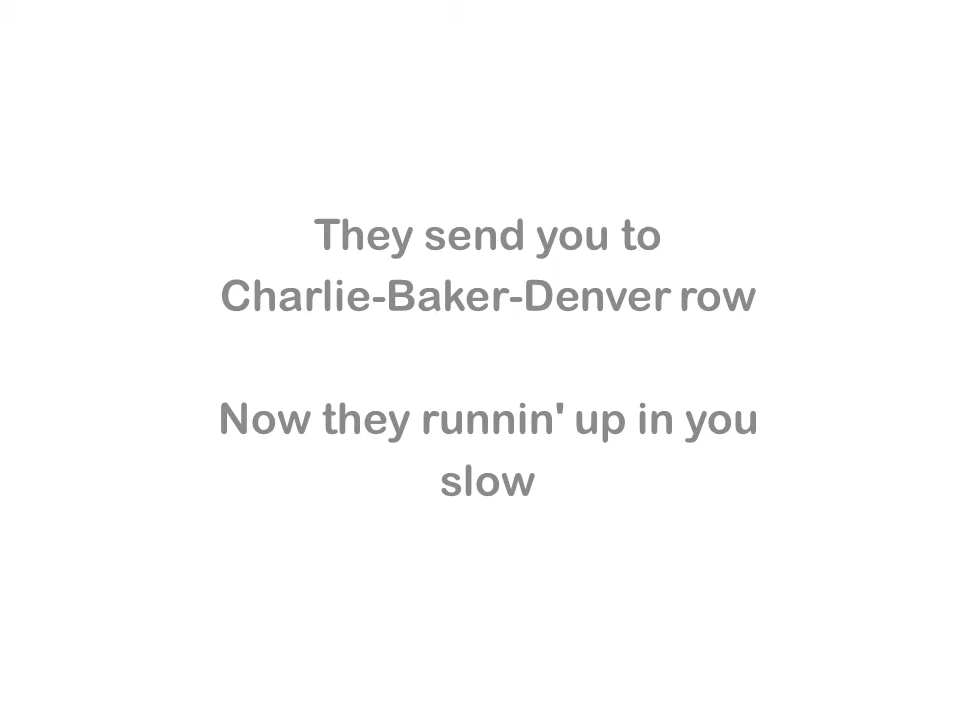 They send you to
Charlie-Baker-Denver row
Now they runnin' up in you
slow